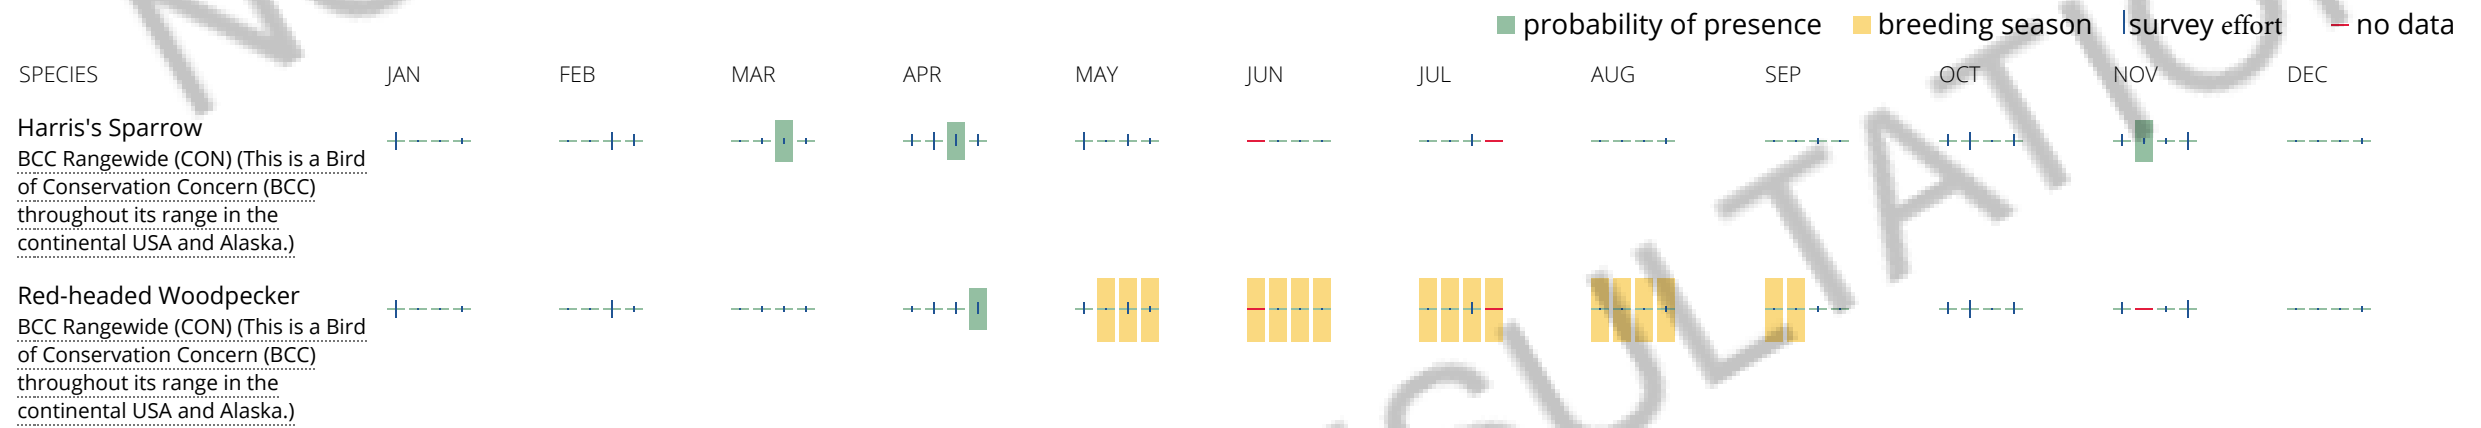 probability of presence breeding season survey effort no data
SPECIES JAN FEB MAR APR MAY JUN JUL AUG SEP OCT NOV DEC
Harris's Sparrow
BCC Rangewide (CON) (This is a Bird
of Conservation Concern (BCC)
throughout its range in the
continental USA and Alaska.)
Red-headed Woodpecker
BCC Rangewide (CON) (This is a Bird
of Conservation Concern (BCC)
throughout its range in the
continental USA and Alaska.)